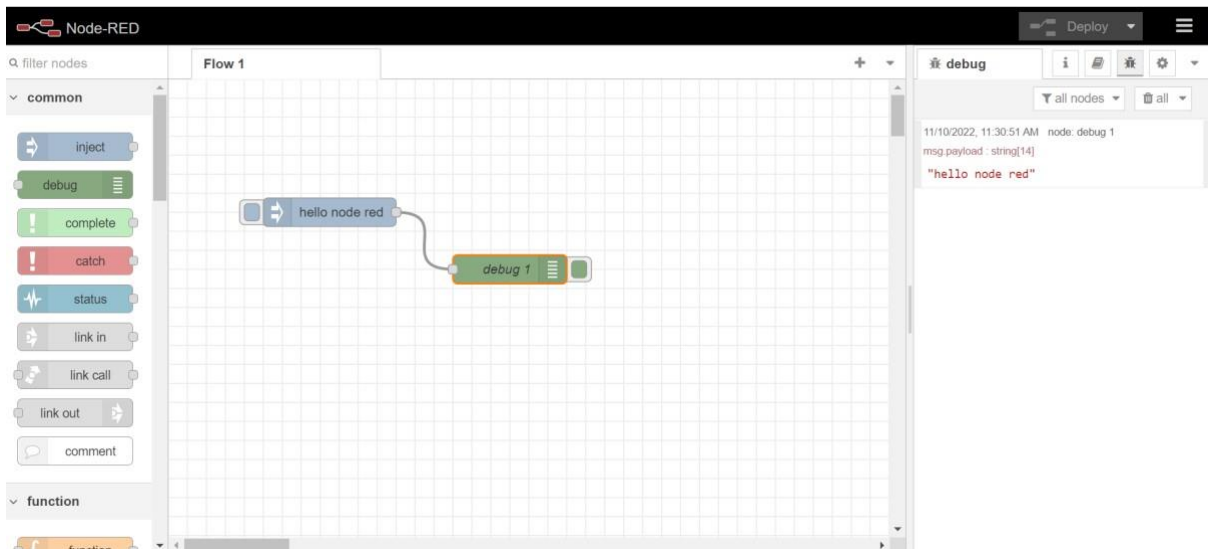 Node-RED
Deploy
filter nodes
common
inject
debug
complete
catch
status
link in
link call
link out
comment
function
Flow 1
hello node red
debug 1
debug
i
all nodes
all
11/10/2022, 11:30:51 AM node: debug 1
msg.payload : string[14]
"hello node red"